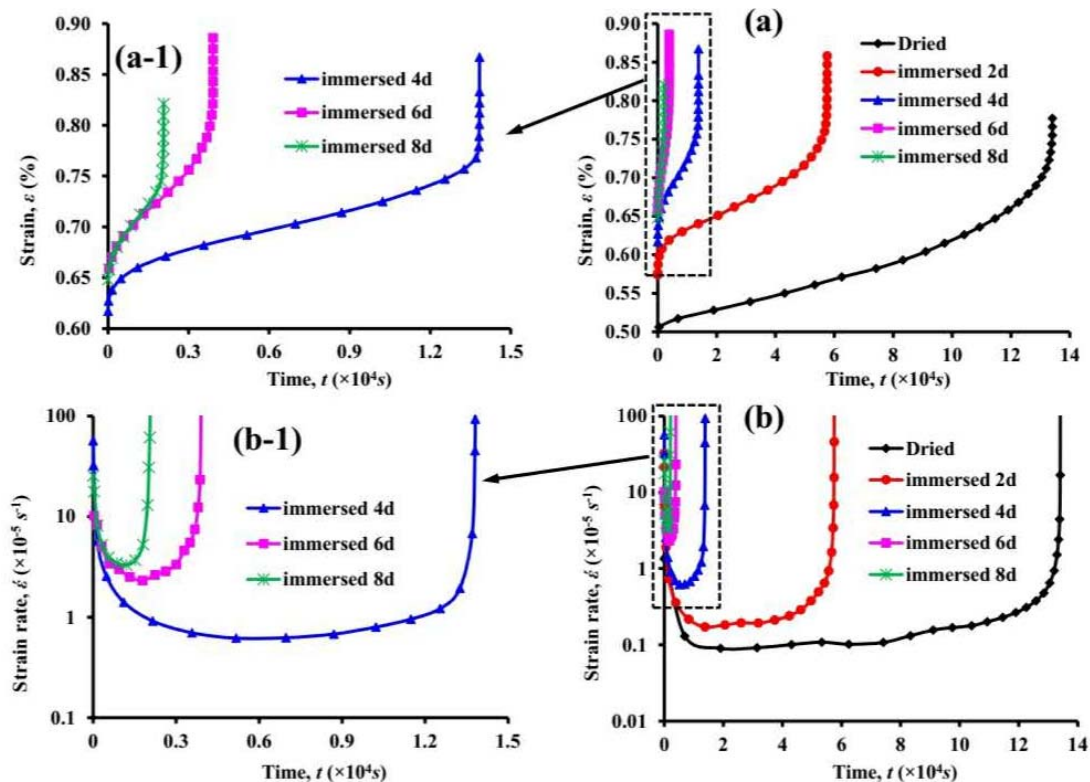 (a-1)
0.90
0.85
0.80
0.75
0.70
0.65
0.60
Strain, ε (%)
immersed 4d
immersed 6d
immersed 8d
0
0.3
0.6
0.9
1.2
1.5
Time, t (×10⁴s)
(a)
0.90
0.85
0.80
0.75
0.70
0.65
0.60
0.55
0.50
Strain, ε (%)
Dried
immersed 2d
immersed 4d
immersed 6d
immersed 8d
0
2
4
6
8
10
12
14
Time, t (×10⁴s)
(b-1)
100
10
1
0.1
Strain rate, έ (×10⁻⁵ s⁻¹)
immersed 4d
immersed 6d
immersed 8d
0
0.3
0.6
0.9
1.2
1.5
Time, t (×10⁴s)
(b)
100
10
1
0.1
0.01
Strain rate, έ (×10⁻⁵ s⁻¹)
Dried
immersed 2d
immersed 4d
immersed 6d
immersed 8d
0
2
4
6
8
10
12
14
Time, t (×10⁴s)